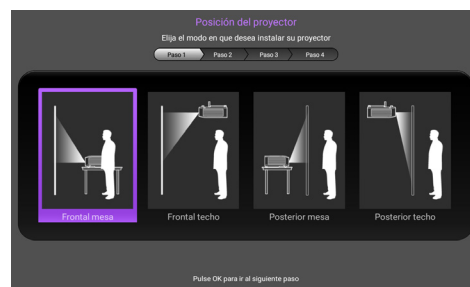 Posición del proyector
Elija el modo en que desea instalar su proyector
Paso 1 Paso 2 Paso 3 Paso 4
Frontal mesa Frontal techo Posterior mesa Posterior techo
Pulse OK para ir al siguiente paso